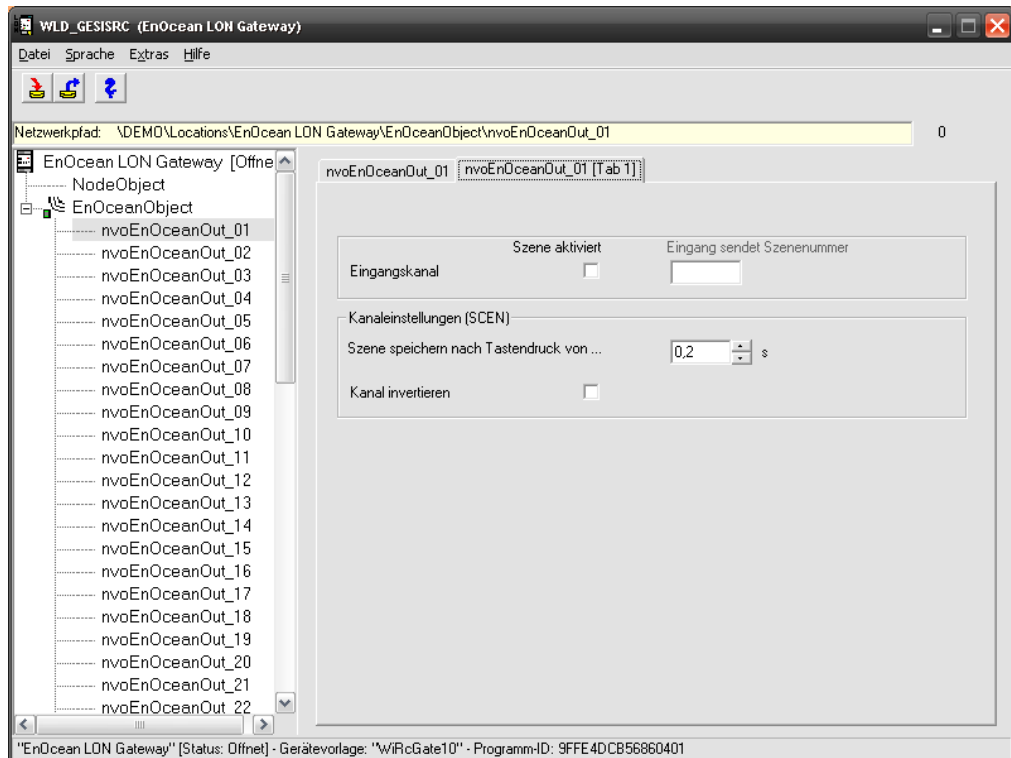 WLD_GESISRC (EnOcean LON Gateway)
Datei Sprache Extras Hilfe
Netzwerkpfad: \DEMO\Locations\EnOcean LON Gateway\EnOceanObject\nvoEnOceanOut_01 0
EnOcean LON Gateway [Offne
NodeObject
EnOceanObject
nvoEnOceanOut_01
nvoEnOceanOut_02
nvoEnOceanOut_03
nvoEnOceanOut_04
nvoEnOceanOut_05
nvoEnOceanOut_06
nvoEnOceanOut_07
nvoEnOceanOut_08
nvoEnOceanOut_09
nvoEnOceanOut_10
nvoEnOceanOut_11
nvoEnOceanOut_12
nvoEnOceanOut_13
nvoEnOceanOut_14
nvoEnOceanOut_15
nvoEnOceanOut_16
nvoEnOceanOut_17
nvoEnOceanOut_18
nvoEnOceanOut_19
nvoEnOceanOut_20
nvoEnOceanOut_21
nvoEnOceanOut_22
nvoEnOceanOut_01 nvoEnOceanOut_01 [Tab 1]
Szene aktiviert Eingang sendet Szenenummer
Eingangskanal
Kanaleinstellungen (SCEN)
Szene speichern nach Tastendruck von ... 0,2 s
Kanal invertieren
"EnOcean LON Gateway" [Status: Offnet] - Gerätevorlage: "WiRcGate10" - Programm-ID: 9FFE4DCB56860401